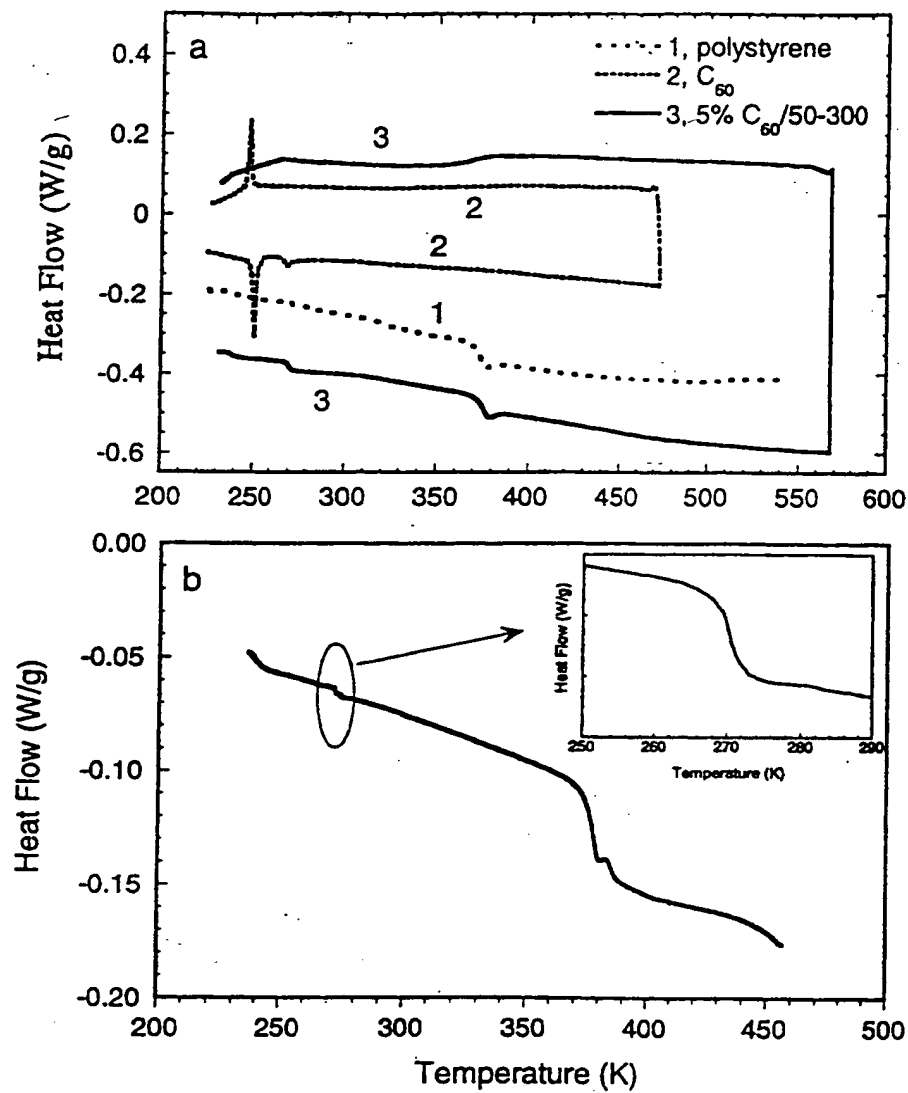 a
1, polystyrene
2, C60
3, 5% C60/50-300
0.4
0.2
0
-0.2
-0.4
-0.6
Heat Flow (W/g)
3
2
2
1
3
200 250 300 350 400 450 500 550 600
b
0.00
-0.05
-0.10
-0.15
-0.20
Heat Flow (W/g)
Heat Flow (W/g)
250 260 270 280 290
Temperature (K)
200 250 300 350 400 450 500
Temperature (K)